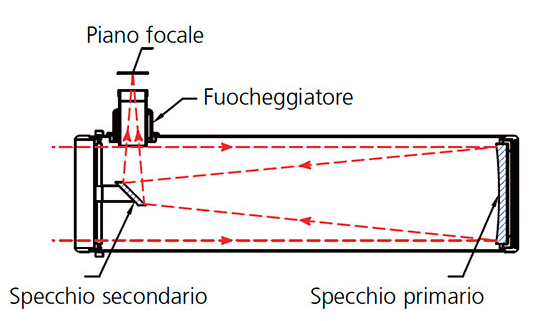 Piano focale
Fuocheggiatore
Specchio secondario
Specchio primario